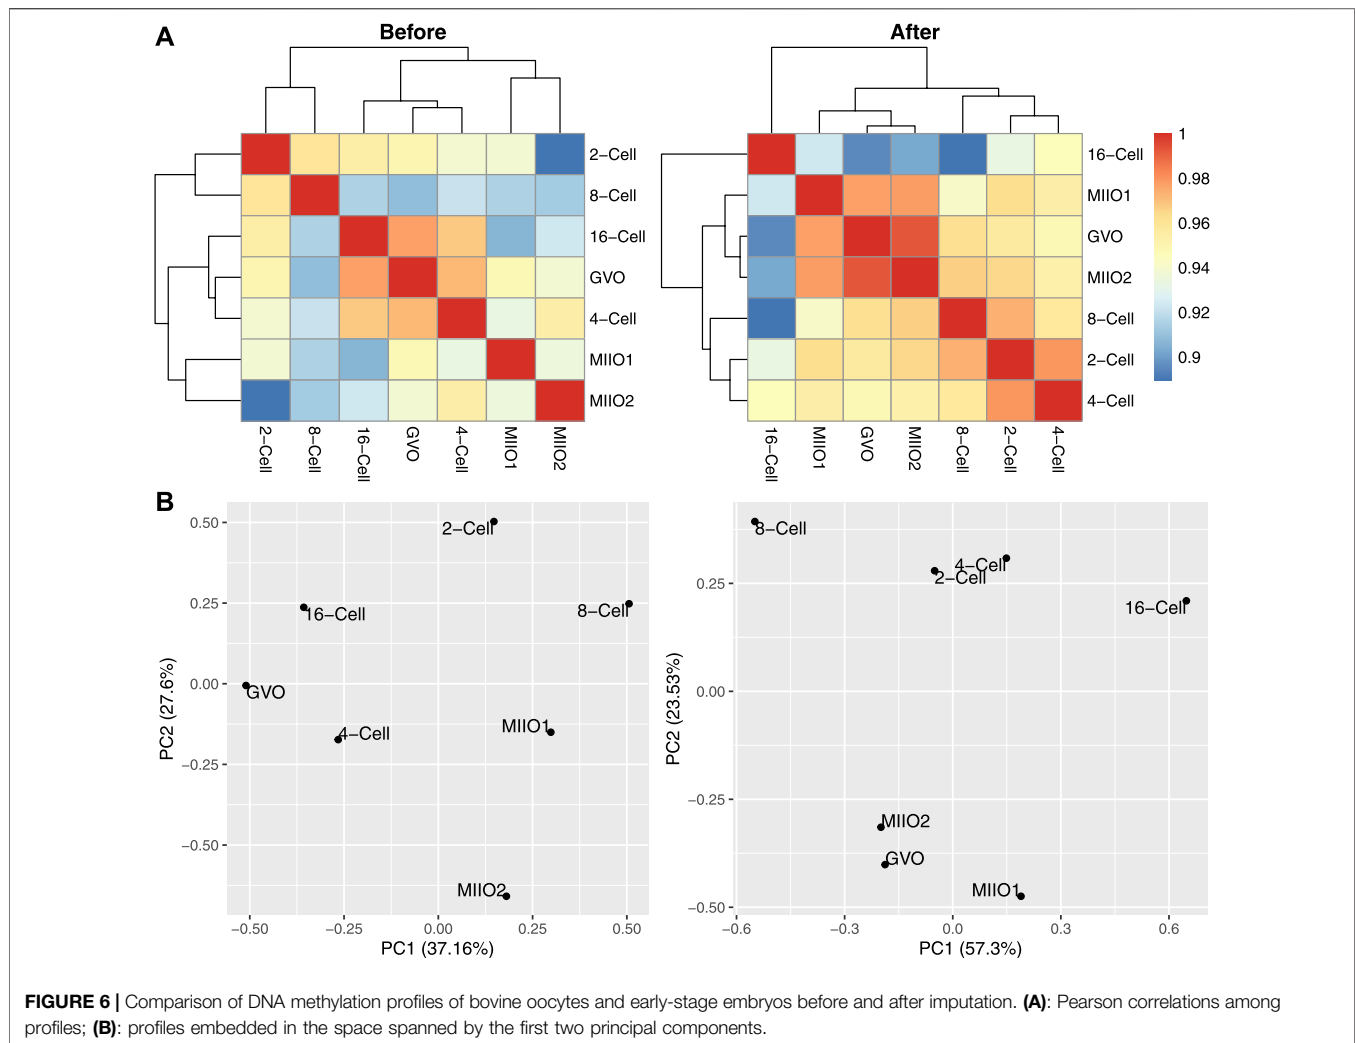 A
Before
After
2−Cell
8−Cell
16−Cell
GVO
4−Cell
MIIO1
MIIO2
2−Cell
8−Cell
16−Cell
GVO
4−Cell
MIIO1
MIIO2
16−Cell
MIIO1
GVO
MIIO2
8−Cell
2−Cell
4−Cell
16−Cell
MIIO1
GVO
MIIO2
8−Cell
2−Cell
4−Cell
1
0.98
0.96
0.94
0.92
0.9
B
PC2 (27.6%)
0.50
0.25
0.00
−0.25
−0.50
2−Cell
16−Cell
8−Cell
GVO
4−Cell
MIIO1
MIIO2
−0.50
−0.25
0.00
0.25
0.50
PC1 (37.16%)
PC2 (23.53%)
0.25
0.00
−0.25
−0.50
8−Cell
4−Cell
2−Cell
16−Cell
MIIO2
GVO
MIIO1
−0.6
−0.3
0.0
0.3
0.6
PC1 (57.3%)
FIGURE 6 | Comparison of DNA methylation profiles of bovine oocytes and early-stage embryos before and after imputation. (A): Pearson correlations among
profiles; (B): profiles embedded in the space spanned by the first two principal components.